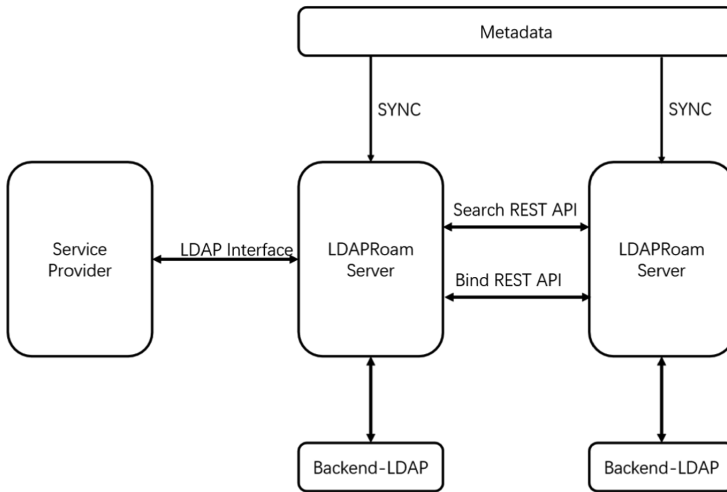 Metadata
SYNC
SYNC
Service
Provider
LDAP Interface
LDAPRoam
Server
Search REST API
Bind REST API
LDAPRoam
Server
Backend-LDAP
Backend-LDAP